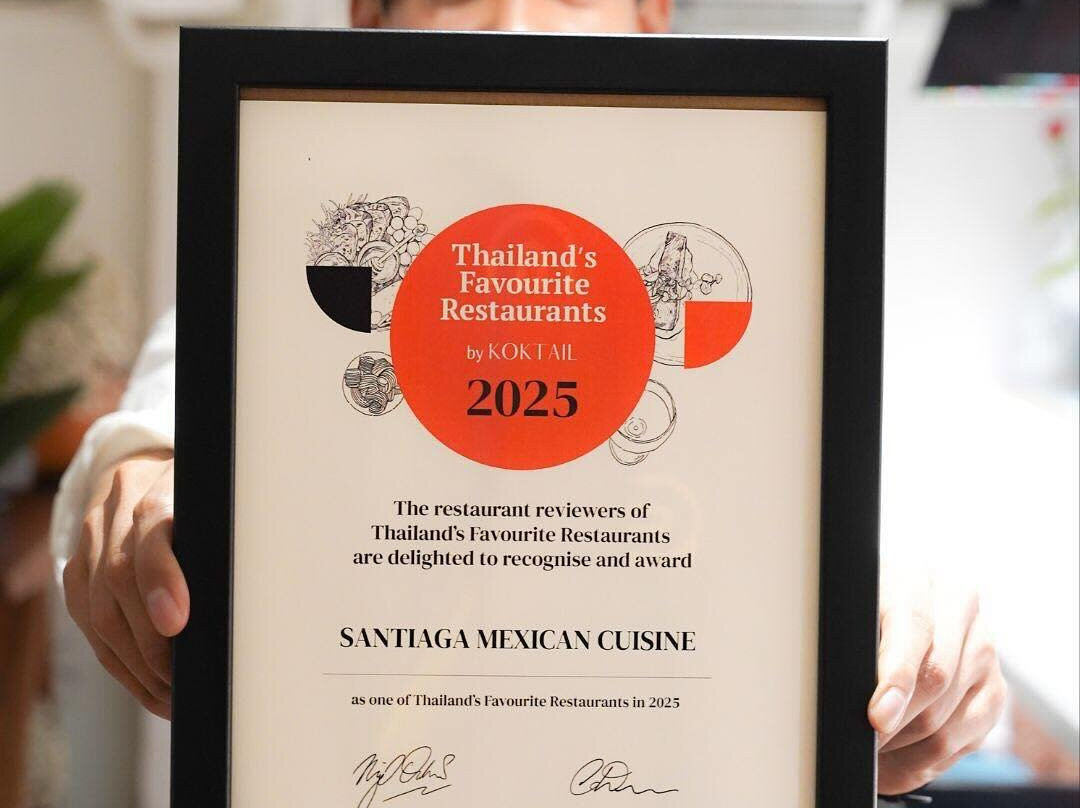 Thailand's
Favourite
Restaurants
by KOKTAIL
2025
The restaurant reviewers of
Thailand's Favourite Restaurants
are delighted to recognise and award
SANTIAGA MEXICAN CUISINE
as one of Thailand's Favourite Restaurants in 2025